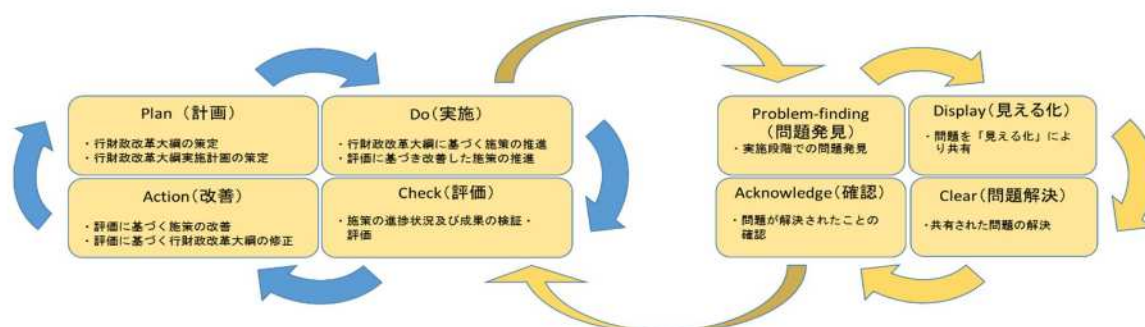 Plan（計画）
・行財政改革大綱の策定
・行財政改革大綱実施計画の策定
Do（実施）
・行財政改革大綱に基づく施策の推進
・評価に基づき改善した施策の推進
Action（改善）
・評価に基づく施策の改善
・評価に基づく行財政改革大綱の修正
Check（評価）
・施策の進捗状況及び成果の検証・
評価
Problem-finding
（問題発見）
・実施段階での問題発見
Display（見える化）
・問題を「見える化」によ
り共有
Acknowledge（確認）
・問題が解決されたことの
確認
Clear（問題解決）
・共有された問題の解決